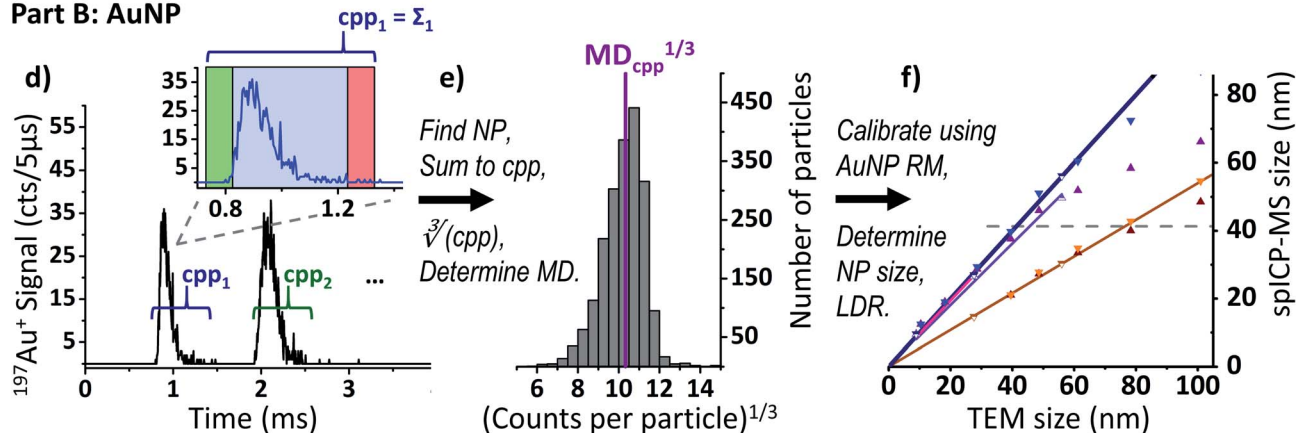 Part B: AuNP
cpp₁ = Σ₁
d)
¹⁹⁷Au⁺ Signal (cts/5µs)
55
45
35
25
15
5
35
25
15
5
0.8
1.2
cpp₁
cpp₂
...
0
1
2
3
Time (ms)
Find NP,
Sum to cpp,
∛(cpp),
Determine MD.
e)
MD_cpp^1/3
450
350
250
150
50
Number of particles
6
8
10
12
14
(Counts per particle)^1/3
Calibrate using
AuNP RM,
Determine
NP size,
LDR.
f)
80
60
40
20
0
spICP-MS size (nm)
0
20
40
60
80
100
TEM size (nm)